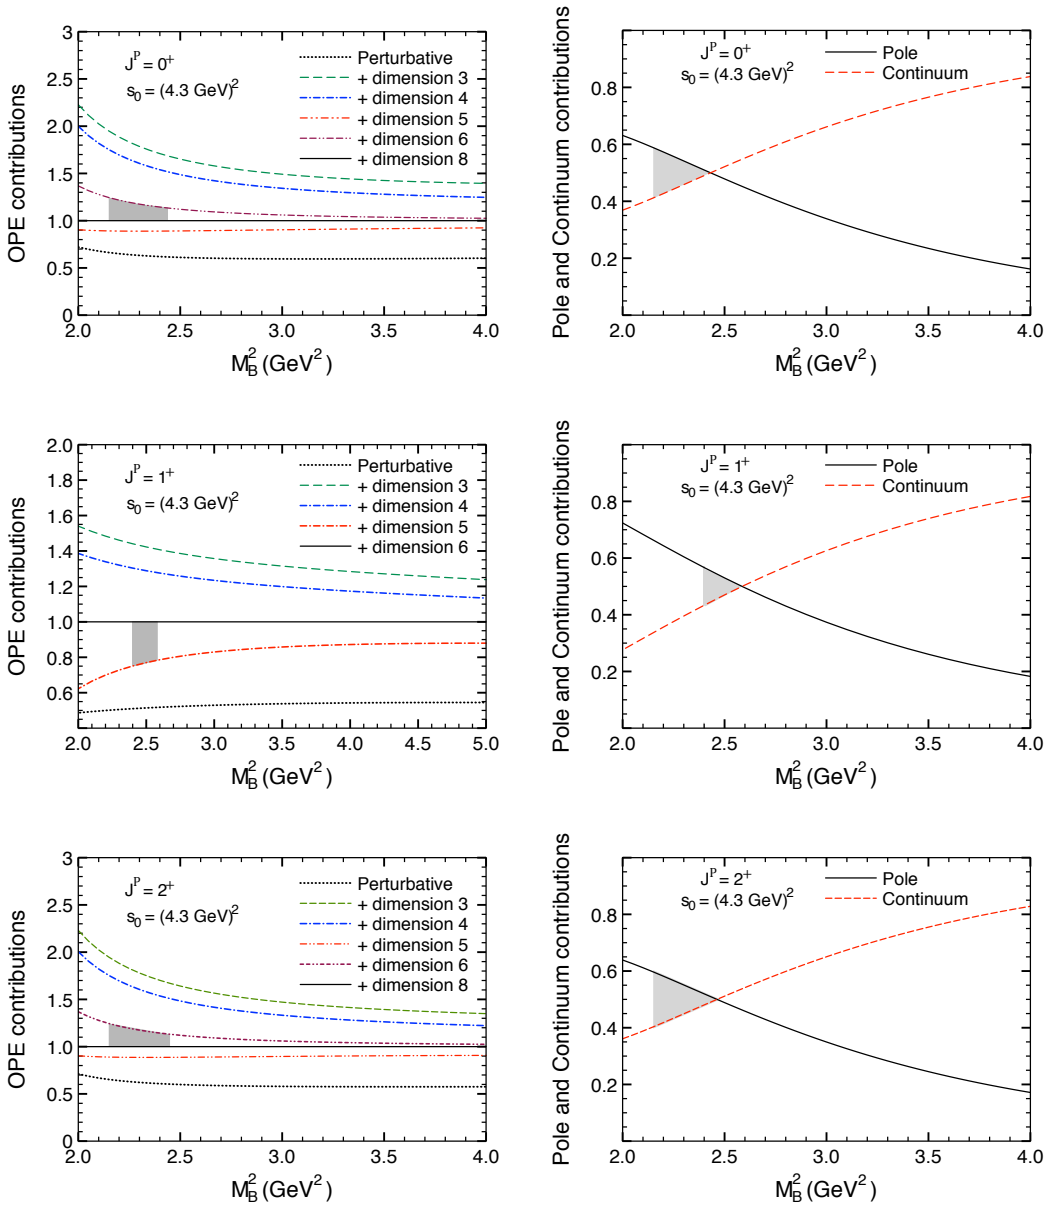 OPE contributions
3
2.5
2.0
1.5
1.0
0.5
0
J^P = 0^+
s_0 = (4.3 GeV)^2
Perturbative
+ dimension 3
+ dimension 4
+ dimension 5
+ dimension 6
+ dimension 8
2.0 2.5 3.0 3.5 4.0
M_B^2 (GeV^2)
Pole and Continuum contributions
0.8
0.6
0.4
0.2
J^P = 0^+
s_0 = (4.3 GeV)^2
Pole
Continuum
2.0 2.5 3.0 3.5 4.0
M_B^2 (GeV^2)
OPE contributions
2.0
1.8
1.6
1.4
1.2
1.0
0.8
0.6
J^P = 1^+
s_0 = (4.3 GeV)^2
Perturbative
+ dimension 3
+ dimension 4
+ dimension 5
+ dimension 6
2.0 2.5 3.0 3.5 4.0 4.0 5.0
M_B^2 (GeV^2)
Pole and Continuum contributions
0.8
0.6
0.4
0.2
J^P = 1^+
s_0 = (4.3 GeV)^2
Pole
Continuum
2.0 2.5 3.0 3.5 4.0
M_B^2 (GeV^2)
OPE contributions
3
2.5
2.0
1.5
1.0
0.5
0
J^P = 2^+
s_0 = (4.3 GeV)^2
Perturbative
+ dimension 3
+ dimension 4
+ dimension 5
+ dimension 6
+ dimension 8
2.0 2.5 3.0 3.5 4.0
M_B^2 (GeV^2)
Pole and Continuum contributions
0.8
0.6
0.4
0.2
J^P = 2^+
s_0 = (4.3 GeV)^2
Pole
Continuum
2.0 2.5 3.0 3.5 4.0
M_B^2 (GeV^2)